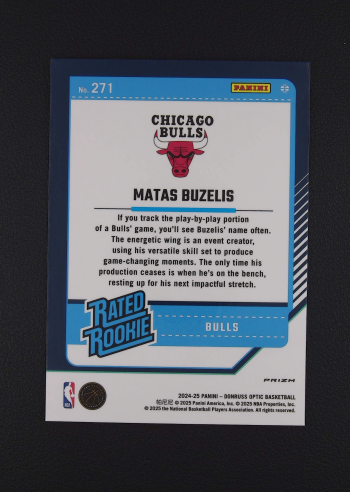 No. 271
PANINI
CHICAGO
BULLS
MATAS BUZELIS
If you track the play-by-play portion
of a Bulls' game, you'll see Buzelis' name often.
The energetic wing is an event creator,
using his versatile skill set to produce
game-changing moments. The only time his
production ceases is when he's on the bench,
resting up for his next impactful stretch.
RATED
ROOKIE
BULLS
PRIZM
2024-25 PANINI – DONRUSS OPTIC BASKETBALL
帕尼尼 © 2025 Panini America, Inc. © 2025 NBA Properties, Inc.
© 2025 the National Basketball Players Association. All rights reserved.